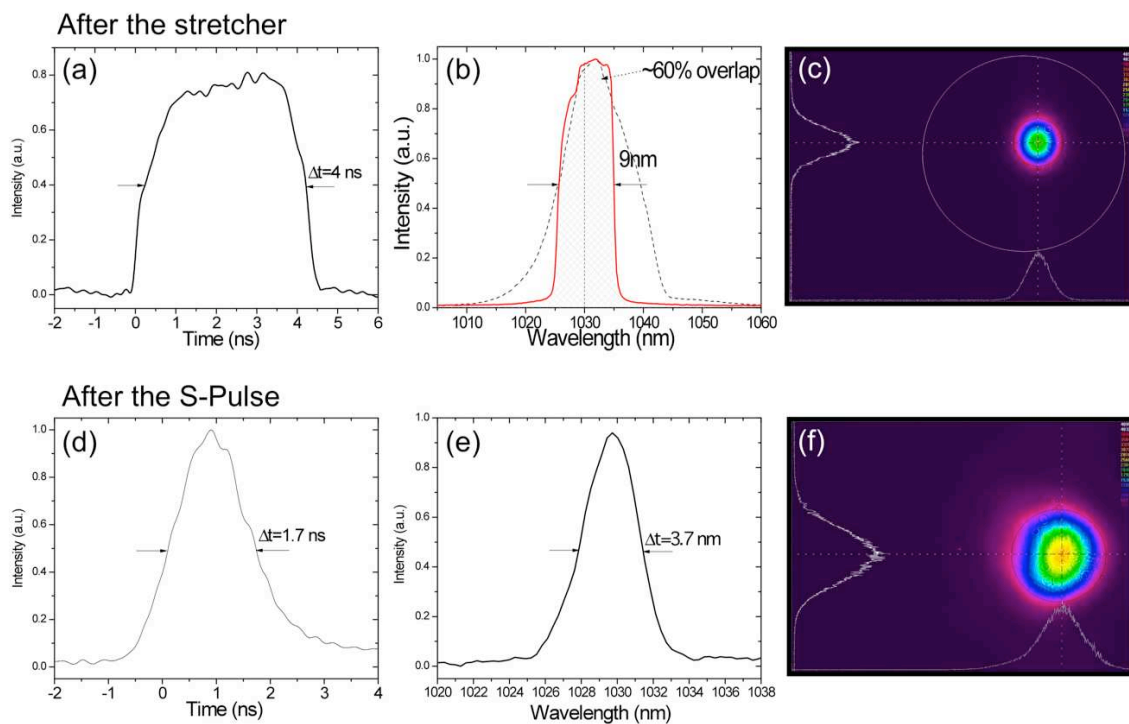 After the stretcher
(a)
Δt=4 ns
Intensity (a.u.)
0.8
0.6
0.4
0.2
0.0
-2 -1 0 1 2 3 4 5 6
Time (ns)
(b)
~60% overlap
9nm
Intensity (a.u.)
1.0
0.8
0.6
0.4
0.2
0.0
1010 1020 1030 1040 1050 1060
Wavelength (nm)
(c)
After the S-Pulse
(d)
Δt=1.7 ns
Intensity (a.u.)
1.0
0.8
0.6
0.4
0.2
0.0
-2 -1 0 1 2 3 4
Time (ns)
(e)
Δt=3.7 nm
Intensity (a.u.)
1.0
0.8
0.6
0.4
0.2
0.0
1020 1022 1024 1026 1028 1030 1032 1034 1036 1038
Wavelength (nm)
(f)